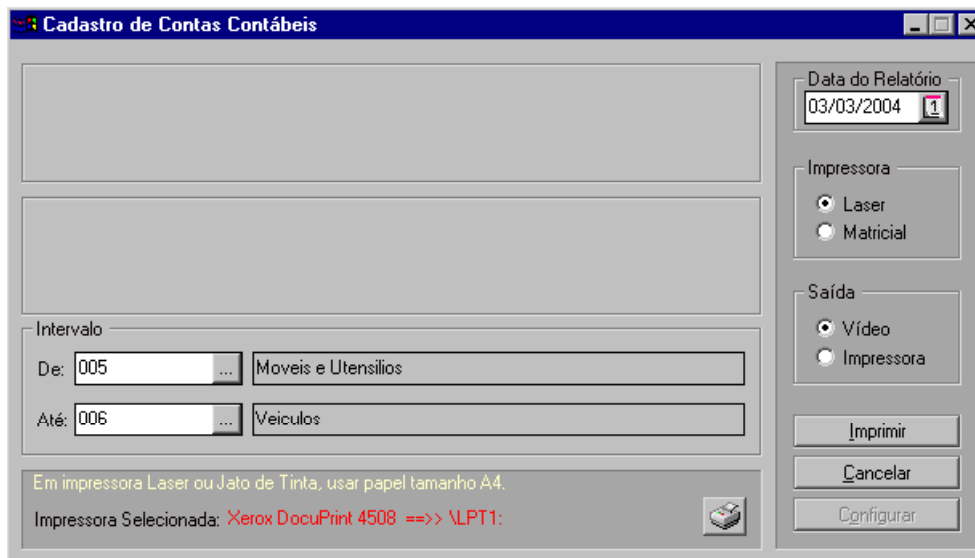 Cadastro de Contas Contábeis
Data do Relatório
03/03/2004 1
Impressora
Laser
Matricial
Saída
Vídeo
Impressora
Intervalo
De: 005 ... Moveis e Utensilios
Até: 006 ... Veiculos
Imprimir
Cancelar
Configurar
Em impressora Laser ou Jato de Tinta, usar papel tamanho A4.
Impressora Selecionada: Xerox DocuPrint 4508 ==>> \LPT1: